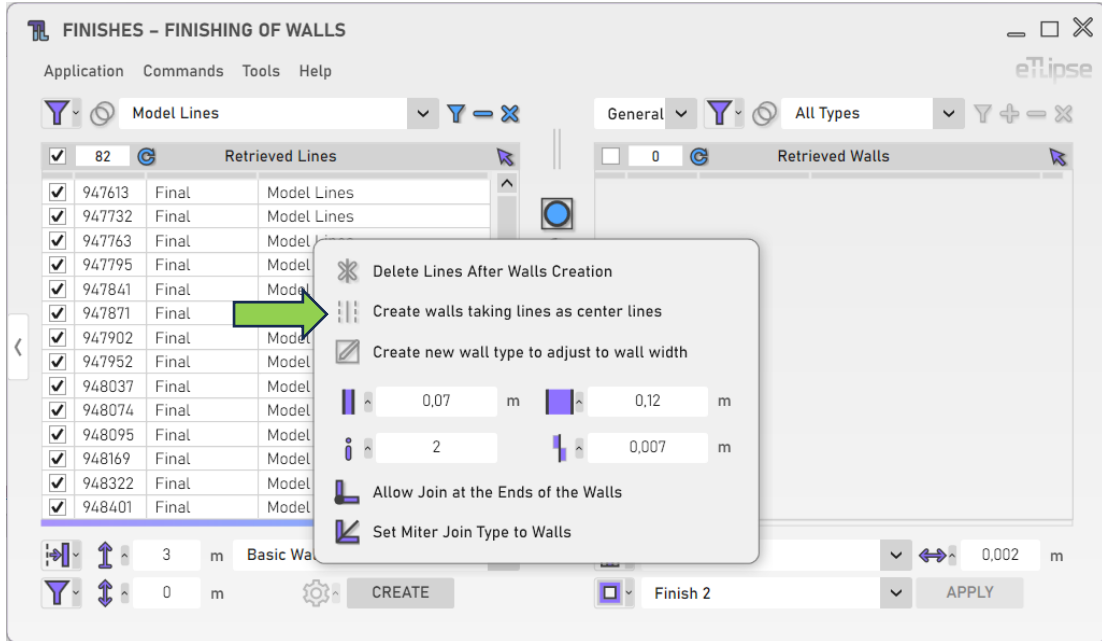 FINISHES – FINISHING OF WALLS
Application Commands Tools Help
eTLipse
Model Lines
General All Types
82 Retrieved Lines
0 Retrieved Walls
947613 Final Model Lines
947732 Final Model Lines
947763 Final Model Lines
947795 Final Model
947841 Final Model
947871 Final Model
947902 Final Model
947952 Final Model
948037 Final Model
948074 Final Model
948095 Final Model
948169 Final Model
948322 Final Model
948401 Final Model
Delete Lines After Walls Creation
Create walls taking lines as center lines
Create new wall type to adjust to wall width
0,07 m 0,12 m
2 0,007 m
Allow Join at the Ends of the Walls
Set Miter Join Type to Walls
3 m Basic Wa
0,002 m
0 m CREATE
Finish 2 APPLY